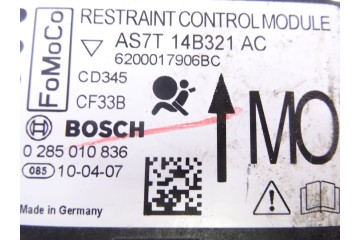 FoMoCo
RESTRAINT CONTROL MODULE
AS7T 14B321 AC
6200017906BC
CD345
CF33B
BOSCH
0 285 010 836
085 10-04-07
MO
Made in Germany